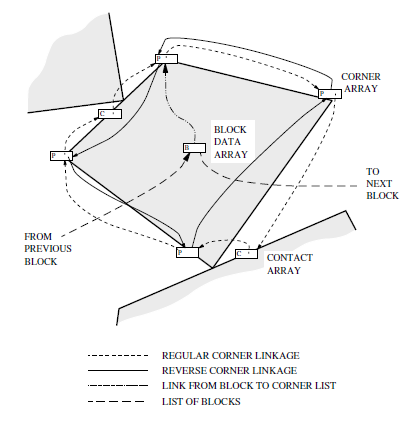 P
CORNER
ARRAY
P
C
BLOCK
DATA
ARRAY
B
P
TO
NEXT
BLOCK
FROM
PREVIOUS
BLOCK
P
C
CONTACT
ARRAY
REGULAR CORNER LINKAGE
REVERSE CORNER LINKAGE
LINK FROM BLOCK TO CORNER LIST
LIST OF BLOCKS